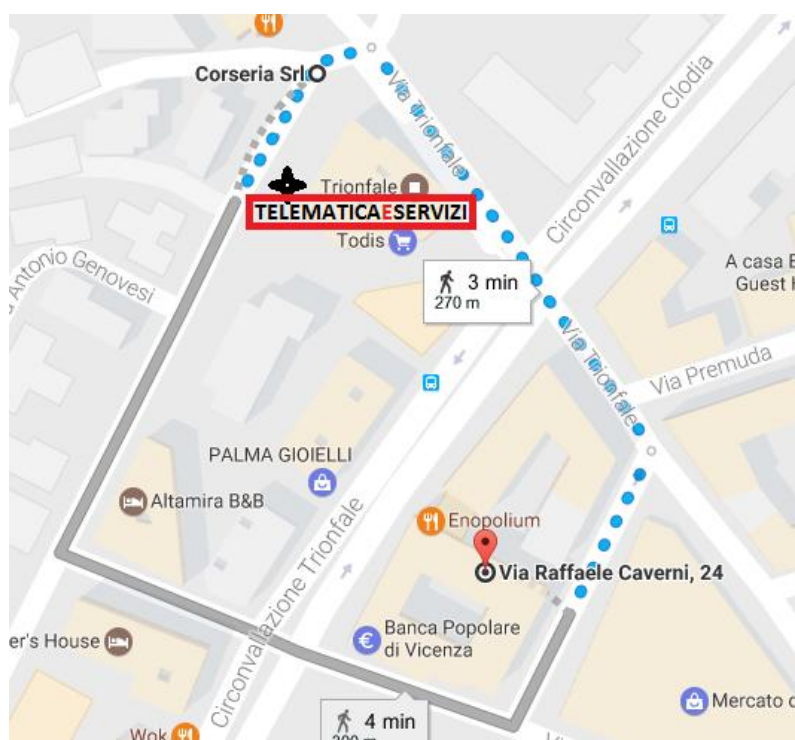 Corseria Srl
Via Trionfale
Circonvallazione Clodia
Trionfale
TELEMATICAESERVIZI
Todis
Antonio Genovesi
3 min
270 m
A casa
Guest
Via Trionfale
Via Premuda
PALMA GIOIELLI
Altamira B&B
Enopolium
Via Raffaele Caverni, 24
Circonvallazione Trionfale
er's House
Banca Popolare
di Vicenza
Mercato
4 min
Wok